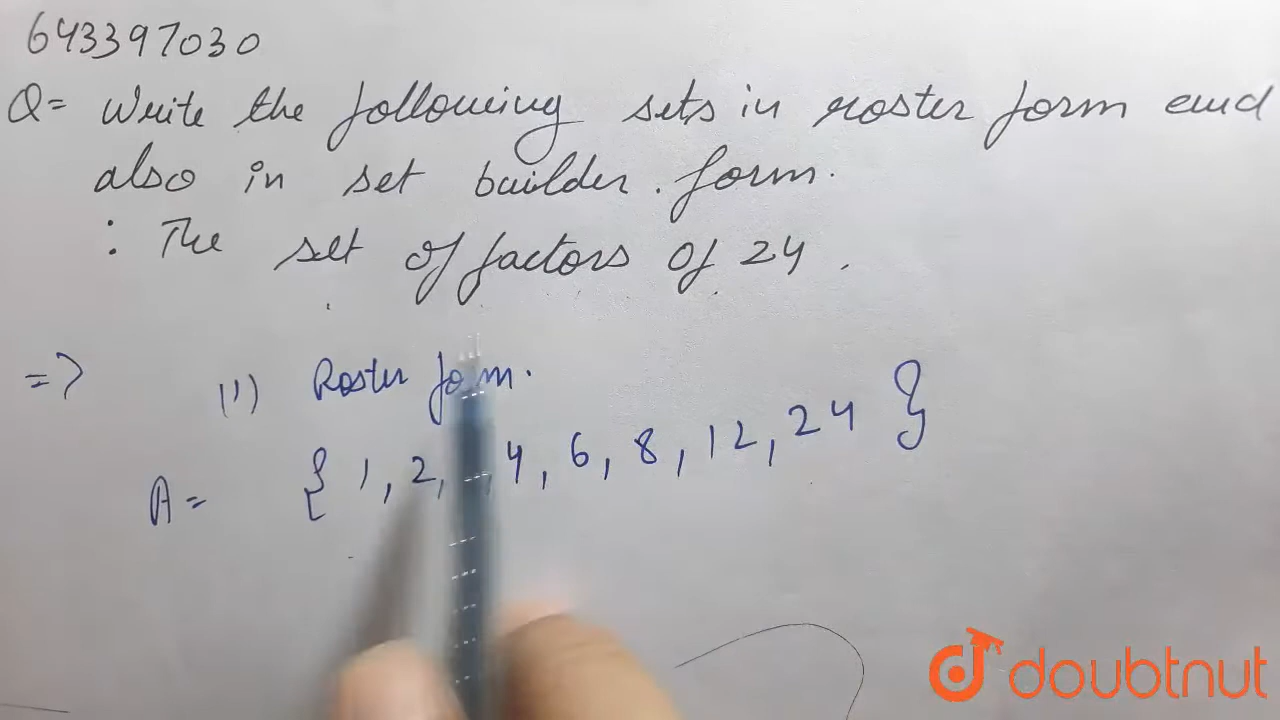 643397030
Q= Write the following sets in roster form and
also in set builder form.
: The set of factors of 24.
=> (1) Roster form.
A= { 1, 2, , 4, 6, 8, 12, 24 }
doubtnut